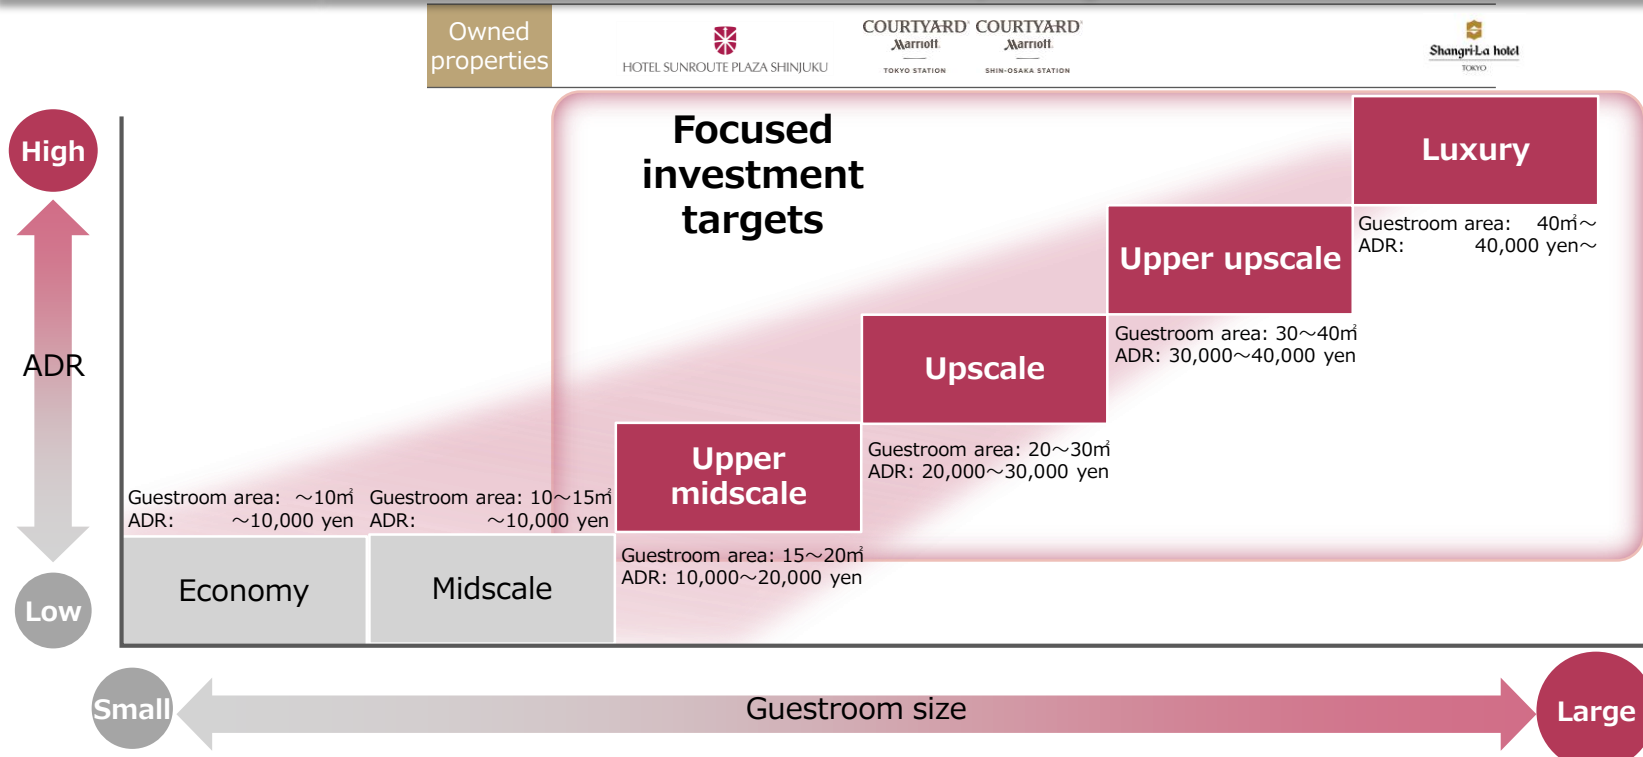 Owned
properties
HOTEL SUNROUTE PLAZA SHINJUKU
COURTYARD®
Marriott.
TOKYO STATION
COURTYARD®
Marriott.
SHIN-OSAKA STATION
Shangri-La hotel
TOKYO
High
ADR
Low
Focused
investment
targets
Luxury
Guestroom area: 40㎡～
ADR: 40,000 yen～
Upper upscale
Guestroom area: 30～40㎡
ADR: 30,000～40,000 yen
Upscale
Guestroom area: 20～30㎡
ADR: 20,000～30,000 yen
Upper
midscale
Guestroom area: 15～20㎡
ADR: 10,000～20,000 yen
Guestroom area: ～10㎡
ADR: ～10,000 yen
Economy
Guestroom area: 10～15㎡
ADR: ～10,000 yen
Midscale
Small
Guestroom size
Large